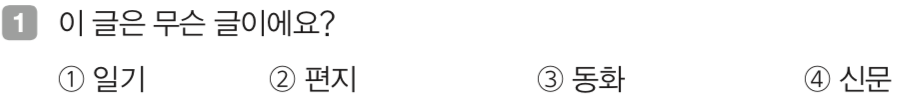 1 이 글은 무슨 글이에요?
① 일기 ② 편지 ③ 동화 ④ 신문